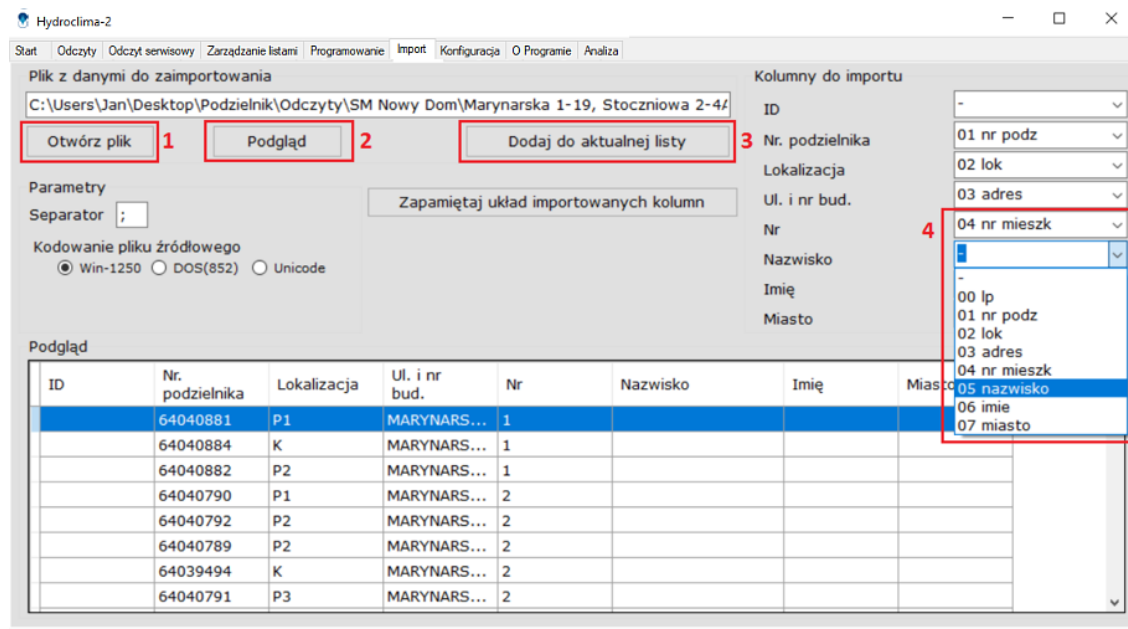 Hydroclima-2
Start Odczyty Odczyt serwisowy Zarządzanie listami Programowanie Import Konfiguracja O Programie Analiza
Plik z danymi do zaimportowania
C:\Users\Jan\Desktop\Podzielnik\Odczyty\SM Nowy Dom\Marynarska 1-19, Stoczniowa 2-4
Otwórz plik 1 Podgląd 2 Dodaj do aktualnej listy 3
Parametry
Separator ;
Zapamiętaj układ importowanych kolumn
Kodowanie pliku źródłowego
Win-1250 DOS(852) Unicode
Kolumny do importu
ID -
Nr. podzielnika 01 nr podz
Lokalizacja 02 lok
Ul. i nr bud. 03 adres
Nr 4 04 nr mieszk
Nazwisko -
Imię
Miasto
-
00 lp
01 nr podz
02 lok
03 adres
04 nr mieszk
05 nazwisko
06 imie
07 miasto
Podgląd
ID Nr. podzielnika Lokalizacja Ul. i nr bud. Nr Nazwisko Imię Miasto
64040881 P1 MARYNARS... 1
64040884 K MARYNARS... 1
64040882 P2 MARYNARS... 1
64040790 P1 MARYNARS... 2
64040792 P2 MARYNARS... 2
64040789 P2 MARYNARS... 2
64039494 K MARYNARS... 2
64040791 P3 MARYNARS... 2